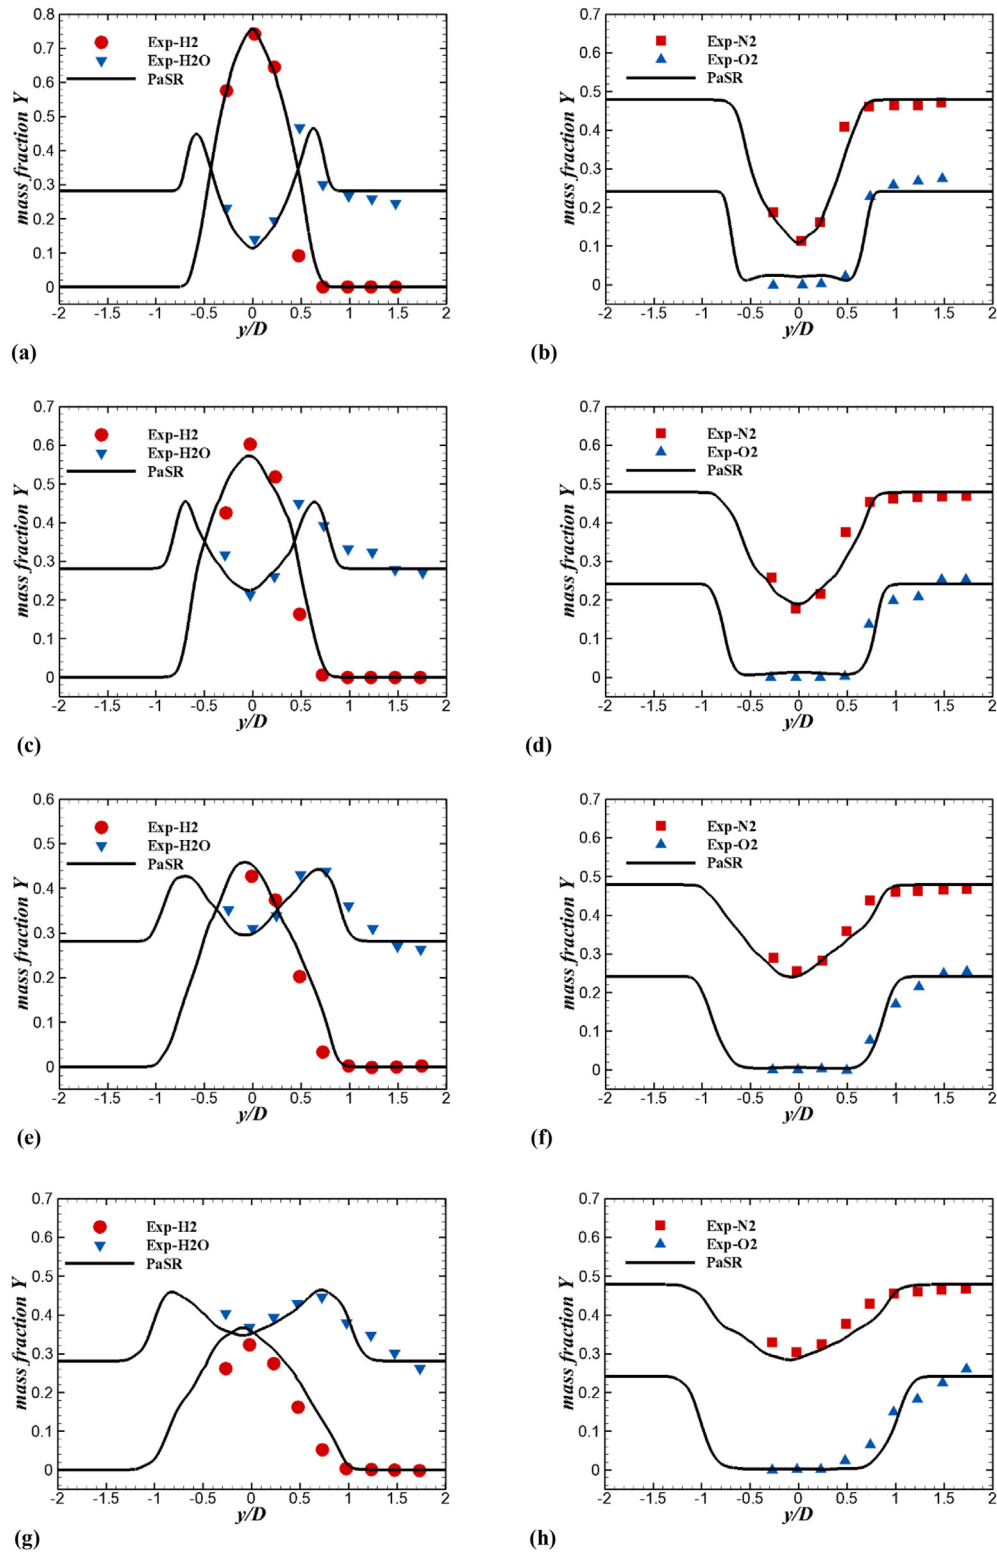 0.8
0.7
0.6
0.5
0.4
0.3
0.2
0.1
0
mass fraction Y
Exp-H2
Exp-H2O
PaSR
-2 -1.5 -1 -0.5 0 0.5 1 1.5 2
y/D
(a)
0.7
0.6
0.5
0.4
0.3
0.2
0.1
0
mass fraction Y
Exp-N2
Exp-O2
PaSR
-2 -1.5 -1 -0.5 0 0.5 1 1.5 2
y/D
(b)
0.7
0.6
0.5
0.4
0.3
0.2
0.1
0
mass fraction Y
Exp-H2
Exp-H2O
PaSR
-2 -1.5 -1 -0.5 0 0.5 1 1.5 2
y/D
(c)
0.7
0.6
0.5
0.4
0.3
0.2
0.1
0
mass fraction Y
Exp-N2
Exp-O2
PaSR
-2 -1.5 -1 -0.5 0 0.5 1 1.5 2
y/D
(d)
0.6
0.5
0.4
0.3
0.2
0.1
0
mass fraction Y
Exp-H2
Exp-H2O
PaSR
-2 -1.5 -1 -0.5 0 0.5 1 1.5 2
y/D
(e)
0.7
0.6
0.5
0.4
0.3
0.2
0.1
0
mass fraction Y
Exp-N2
Exp-O2
PaSR
-2 -1.5 -1 -0.5 0 0.5 1 1.5 2
y/D
(f)
0.7
0.6
0.5
0.4
0.3
0.2
0.1
0
mass fraction Y
Exp-H2
Exp-H2O
PaSR
-2 -1.5 -1 -0.5 0 0.5 1 1.5 2
y/D
(g)
0.7
0.6
0.5
0.4
0.3
0.2
0.1
0
mass fraction Y
Exp-N2
Exp-O2
PaSR
-2 -1.5 -1 -0.5 0 0.5 1 1.5 2
y/D
(h)